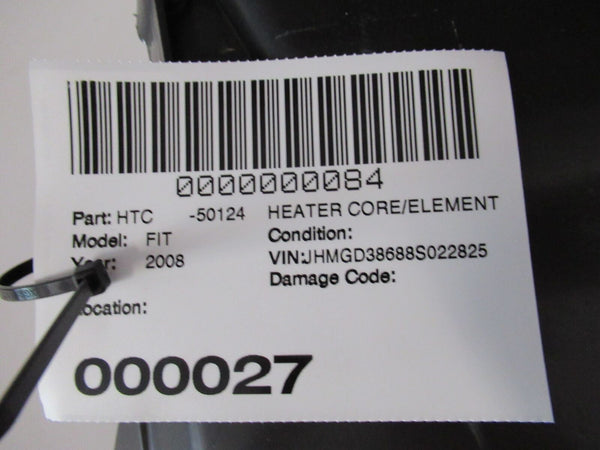 0000000084
Part: HTC -50124 HEATER CORE/ELEMENT
Model: FIT Condition:
Year: 2008 VIN:JHMGD38688S022825
Damage Code:
Location:
000027